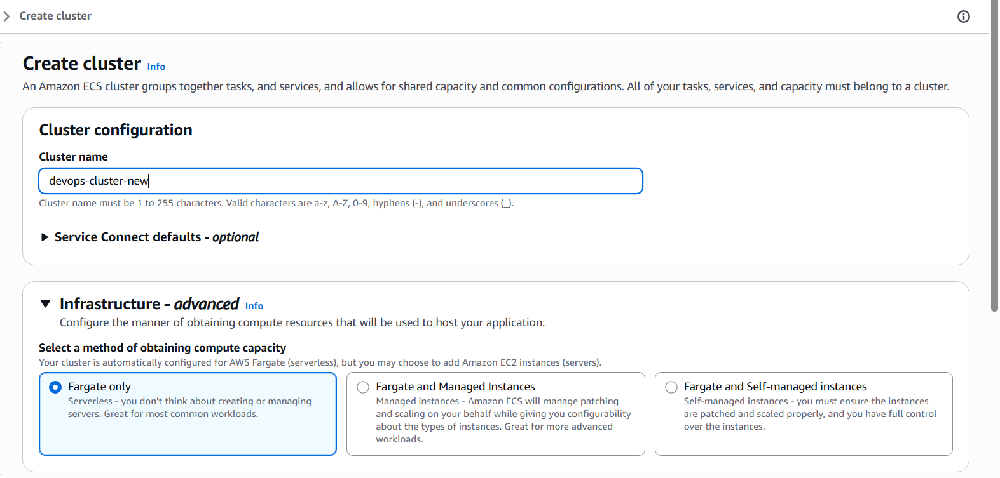 Create cluster
Create cluster Info
An Amazon ECS cluster groups together tasks, and services, and allows for shared capacity and common configurations. All of your tasks, services, and capacity must belong to a cluster.
Cluster configuration
Cluster name
devops-cluster-new
Cluster name must be 1 to 255 characters. Valid characters are a-z, A-Z, 0-9, hyphens (-), and underscores (_).
Service Connect defaults - optional
Infrastructure - advanced Info
Configure the manner of obtaining compute resources that will be used to host your application.
Select a method of obtaining compute capacity
Your cluster is automatically configured for AWS Fargate (serverless), but you may choose to add Amazon EC2 instances (servers).
Fargate only
Serverless - you don't think about creating or managing
servers. Great for most common workloads.
Fargate and Managed Instances
Managed instances - Amazon ECS will manage patching
and scaling on your behalf while giving you configurability
about the types of instances. Great for more advanced
workloads.
Fargate and Self-managed instances
Self-managed instances - you must ensure the instances
are patched and scaled properly, and you have full control
over the instances.